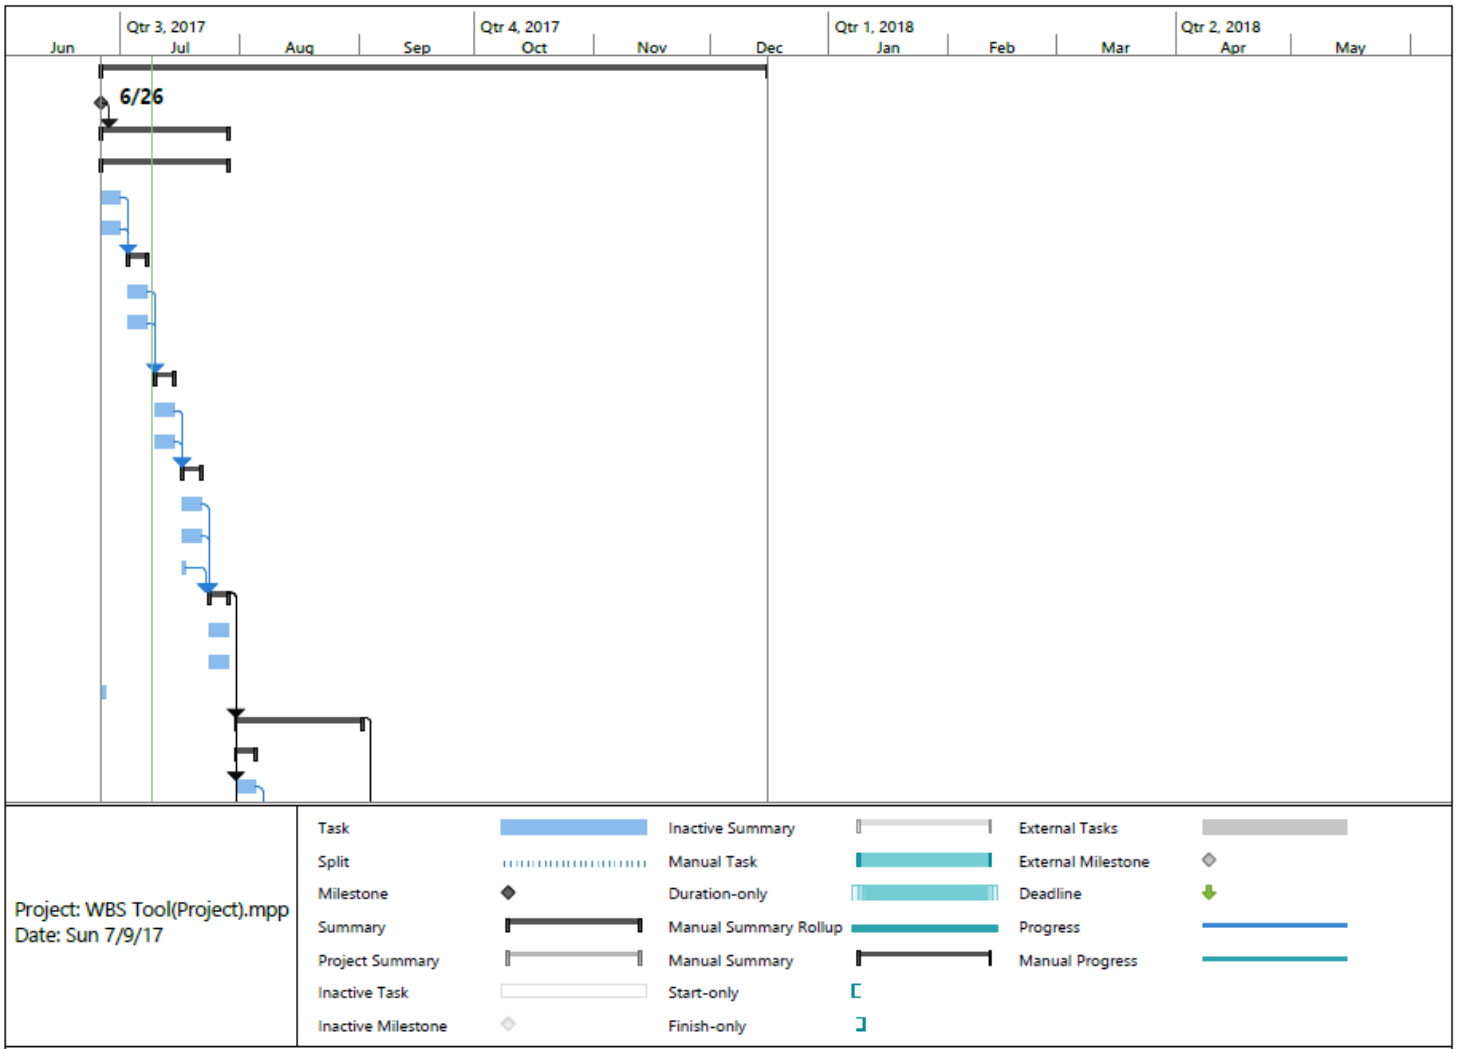 Qtr 3, 2017 Qtr 4, 2017 Qtr 1, 2018 Qtr 2, 2018
Jun Jul Aug Sep Oct Nov Dec Jan Feb Mar Apr May
6/26
Project: WBS Tool(Project).mpp
Date: Sun 7/9/17
Task
Split
Milestone
Summary
Project Summary
Inactive Task
Inactive Milestone
Inactive Summary
Manual Task
Duration-only
Manual Summary Rollup
Manual Summary
Start-only
Finish-only
External Tasks
External Milestone
Deadline
Progress
Manual Progress